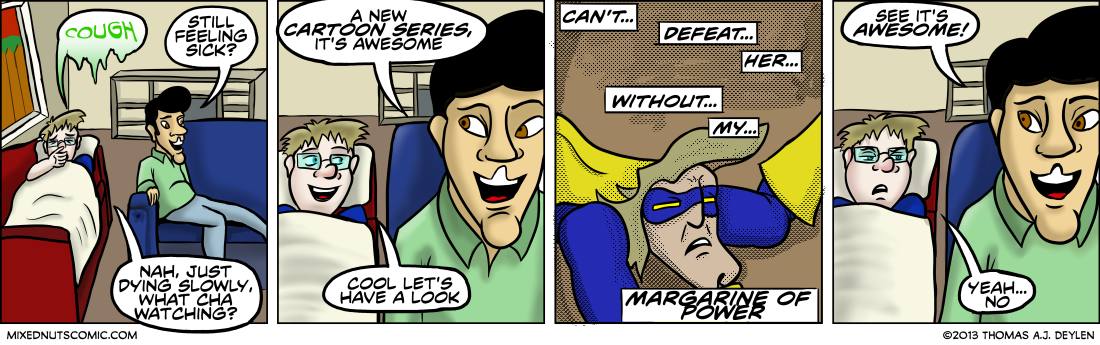 COUGH
STILL
FEELING
SICK?
NAH, JUST
DYING SLOWLY,
WHAT CHA
WATCHING?
A NEW
CARTOON SERIES,
IT'S AWESOME
COOL LET'S
HAVE A LOOK
CAN'T...
DEFEAT...
HER...
WITHOUT...
MY...
MARGARINE OF
POWER
SEE IT'S
AWESOME!
YEAH...
NO
MIXEDNUTSCOMIC.COM
©2013 THOMAS A.J. DEYLEN